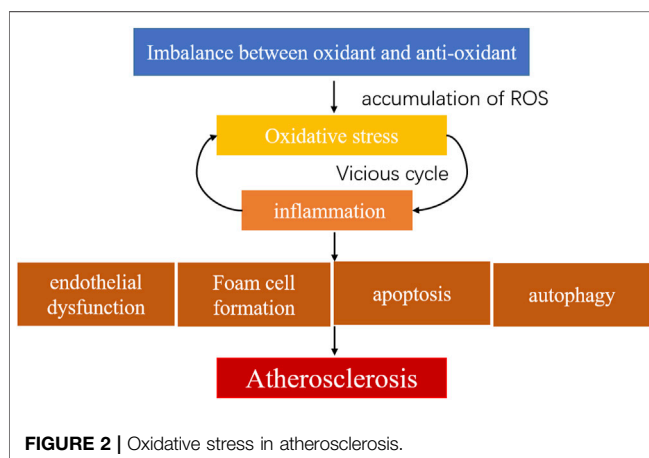 Imbalance between oxidant and anti-oxidant
accumulation of ROS
Oxidative stress
Vicious cycle
inflammation
endothelial
dysfunction
Foam cell
formation
apoptosis
autophagy
Atherosclerosis
FIGURE 2 | Oxidative stress in atherosclerosis.